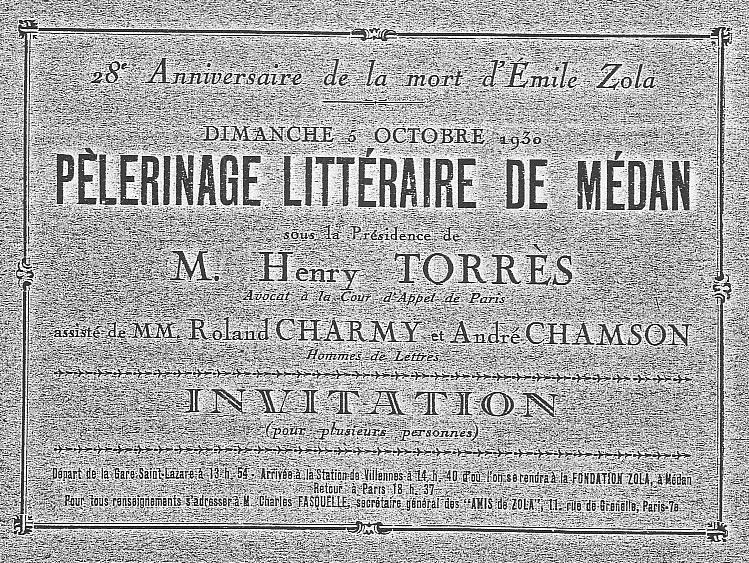 28e Anniversaire de la mort d'Émile Zola
DIMANCHE 5 OCTOBRE 1930
PÈLERINAGE LITTÉRAIRE DE MÉDAN
sous la Présidence de
M. Henry TORRÈS
Avocat à la Cour d'Appel de Paris
assisté de MM. Roland CHARMY et André CHAMSON
Hommes de Lettres
INVITATION
(pour plusieurs personnes)
Départ de la Gare Saint-Lazare à 13 h. 54 - Arrivée à la Station de Villennes à 14 h. 40 d'où l'on se rendra à la FONDATION ZOLA, à Médan
Retour à Paris 18 h. 37
Pour tous renseignements s'adresser à M. Charles FASQUELLE, secrétaire général des "AMIS de ZOLA", 11, rue de Grenelle, Paris-7e